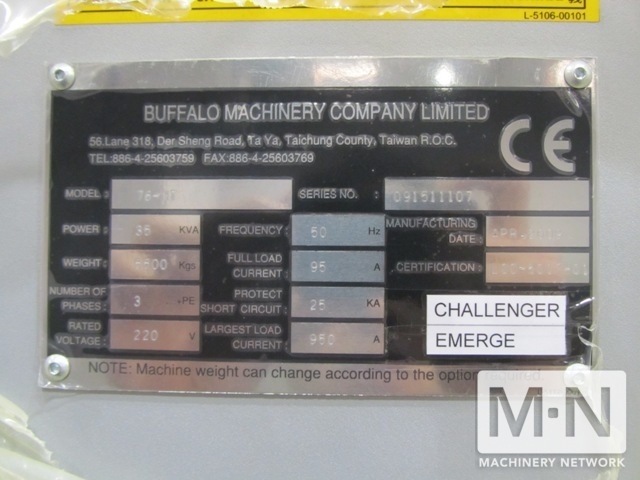 L-5106-00101
BUFFALO MACHINERY COMPANY LIMITED
56.Lane 318, Der Sheng Road, Ta Ya, Taichung County, Taiwan R.O.C.
TEL:886-4-25603759 FAX:886-4-25603769
CE
MODEL : SERIES NO. : 091511107
POWER : 35 KVA FREQUENCY : 50 Hz MANUFACTURING DATE :
WEIGHT : Kgs FULL LOAD CURRENT : 95 A CERTIFICATION :
NUMBER OF PHASES : 3 +PE PROTECT SHORT CIRCUIT : 25 KA
RATED VOLTAGE : 220 V LARGEST LOAD CURRENT : 950 A
CHALLENGER
EMERGE
NOTE: Machine weight can change according to the option
M·N
MACHINERY NETWORK